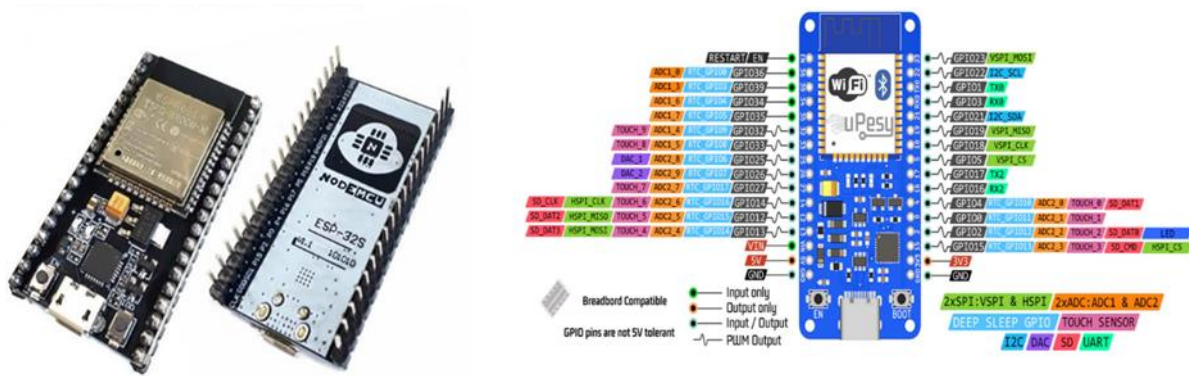 NODEMCU
ESP-32S
WiFi
uPesy
RESTART EN
ADC1_0 RTC_GPIO0 GPIO36
ADC1_3 RTC_GPIO3 GPIO39
ADC1_6 RTC_GPIO4 GPIO34
ADC1_7 RTC_GPIO5 GPIO35
TOUCH_9 ADC1_4 RTC_GPIO9 GPIO32
TOUCH_8 ADC1_5 RTC_GPIO8 GPIO33
DAC_1 ADC2_8 RTC_GPIO6 GPIO25
DAC_2 ADC2_9 RTC_GPIO7 GPIO26
TOUCH_7 ADC2_7 RTC_GPIO17 GPIO27
SD_CLK HSPI_CLK TOUCH_6 ADC2_6 RTC_GPIO16 GPIO14
SD_DAT2 HSPI_MISO TOUCH_5 ADC2_5 RTC_GPIO15 GPIO12
SD_DAT3 HSPI_MOSI TOUCH_4 ADC2_4 RTC_GPIO14 GPIO13
VIN
5V
GND
GPIO23 VSPI_MOSI
GPIO22 I2C_SCL
GPIO1 TX0
GPIO3 RX0
GPIO21 I2C_SDA
GPIO19 VSPI_MISO
GPIO18 VSPI_CLK
GPIO5 VSPI_CS
GPIO17 TX2
GPIO16 RX2
GPIO4 RTC_GPIO10 ADC2_0 TOUCH_0 SD_DAT1
GPIO0 RTC_GPIO11 ADC2_1 TOUCH_1
GPIO2 RTC_GPIO12 ADC2_2 TOUCH_2 SD_DAT0 LED
GPIO15 RTC_GPIO13 ADC2_3 TOUCH_3 SD_CMD HSPI_CS
3V3
GND
EN
BOOT
Breadbord Compatible
GPIO pins are not 5V tolerant
Input only
Output only
Input / Output
PWM Output
2xSPI:VSPI & HSPI 2xADC:ADC1 & ADC2
DEEP SLEEP GPIO TOUCH SENSOR
I2C DAC SD UART